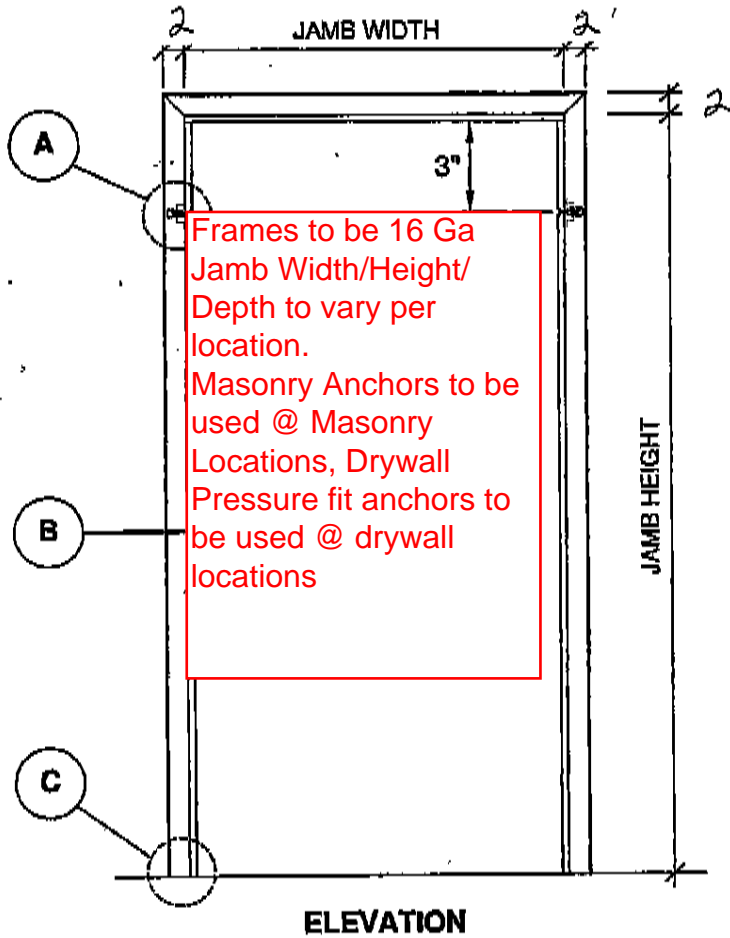 2 JAMB WIDTH 2'
2
A
3"
Frames to be 16 Ga
Jamb Width/Height/
Depth to vary per
location.
Masonry Anchors to be
used @ Masonry
Locations, Drywall
Pressure fit anchors to
be used @ drywall
locations
B
JAMB HEIGHT
C
ELEVATION